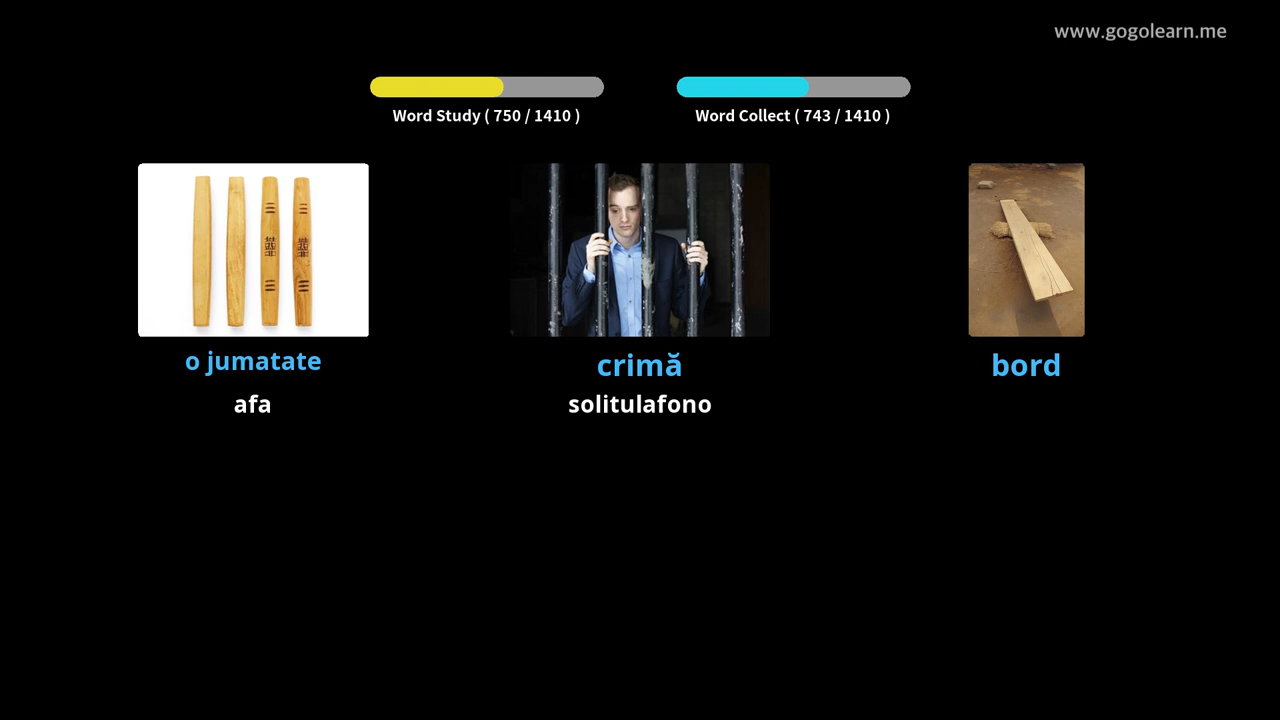 www.gogolearn.me
Word Study ( 750 / 1410 )
Word Collect ( 743 / 1410 )
o jumatate
crimă
bord
afa
solitulafono